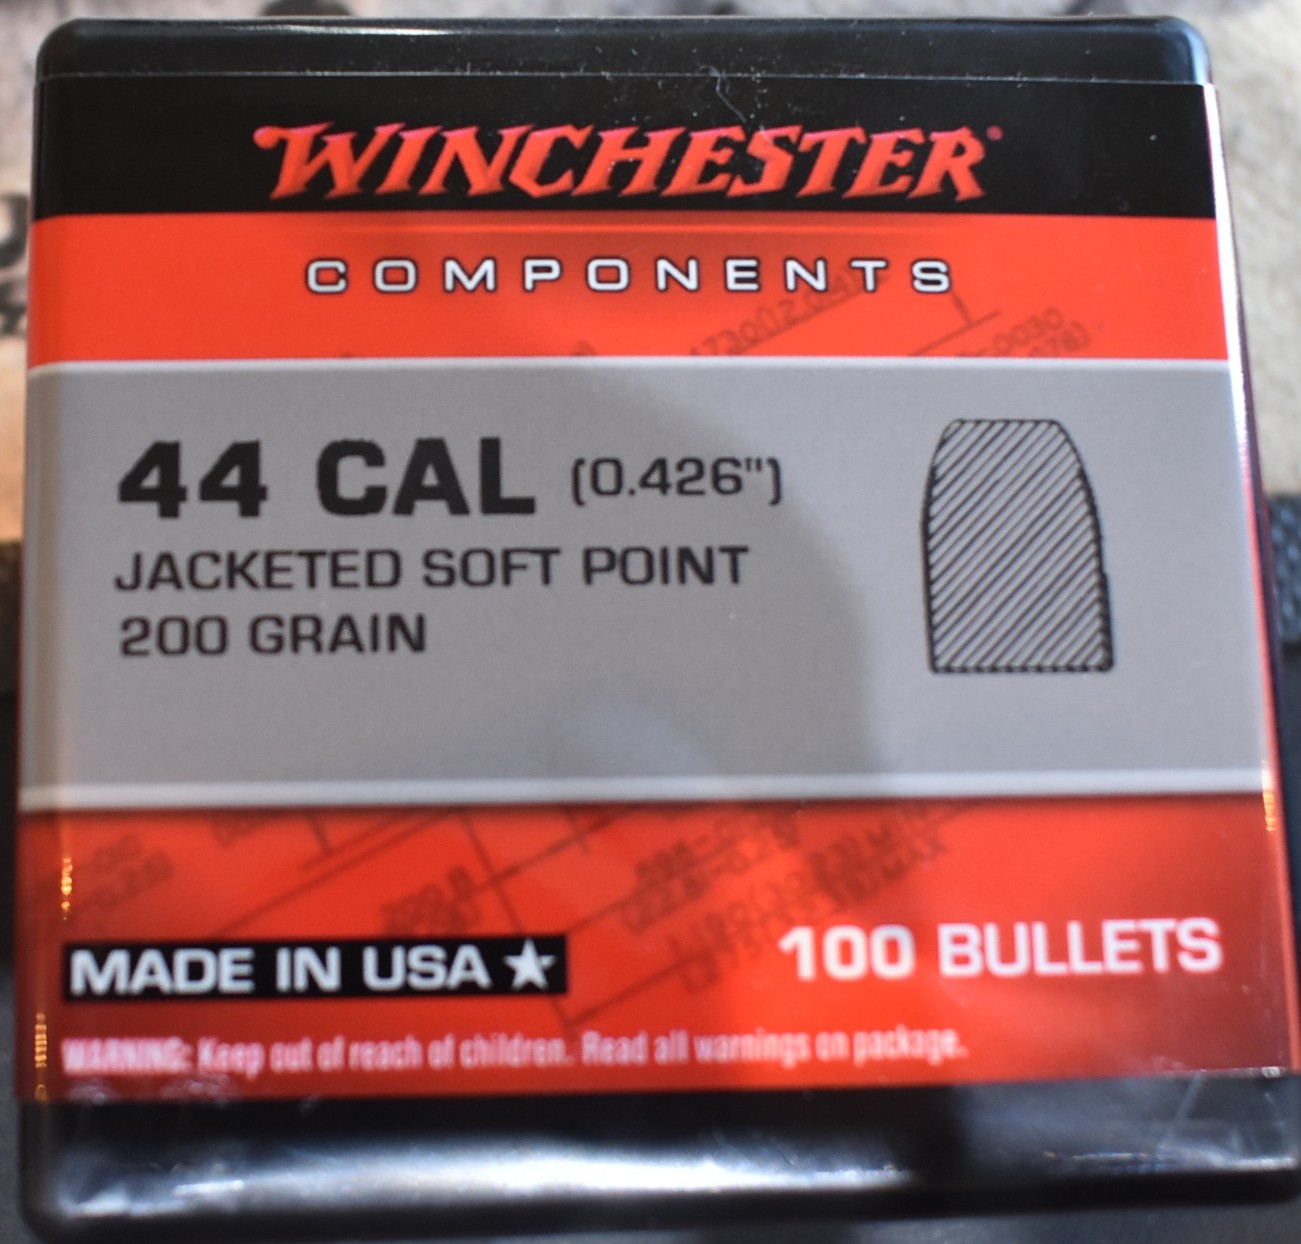 WINCHESTER®
COMPONENTS
44 CAL (0.426")
JACKETED SOFT POINT
200 GRAIN
MADE IN USA ★
100 BULLETS
WARNING: Keep out of reach of children. Read all warnings on package.